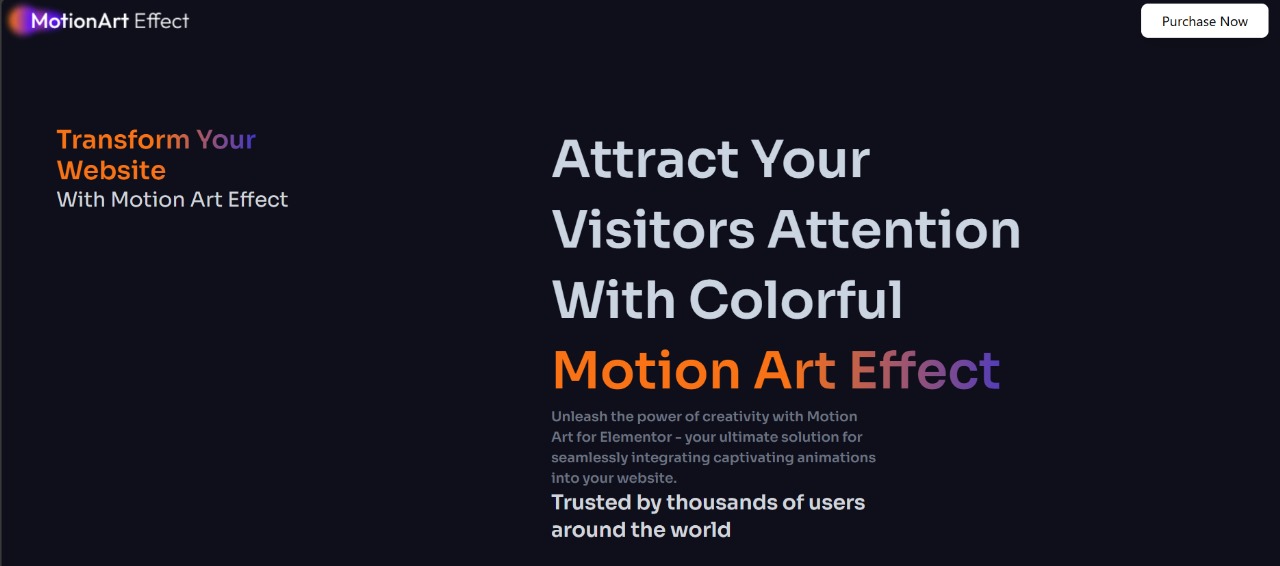 MotionArt Effect
Purchase Now
Transform Your
Website
With Motion Art Effect
Attract Your
Visitors Attention
With Colorful
Motion Art Effect
Unleash the power of creativity with Motion
Art for Elementor - your ultimate solution for
seamlessly integrating captivating animations
into your website.
Trusted by thousands of users
around the world